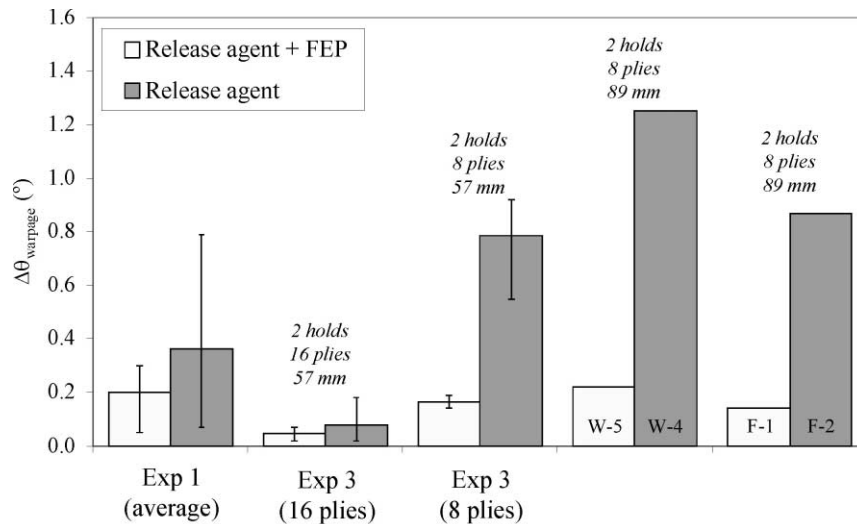 1.6
1.4
1.2
1.0
0.8
0.6
0.4
0.2
0.0
Δθwarpage (º)
Release agent + FEP
Release agent
2 holds
16 plies
57 mm
2 holds
8 plies
57 mm
2 holds
8 plies
89 mm
2 holds
8 plies
89 mm
W-5
W-4
F-1
F-2
Exp 1
(average)
Exp 3
(16 plies)
Exp 3
(8 plies)